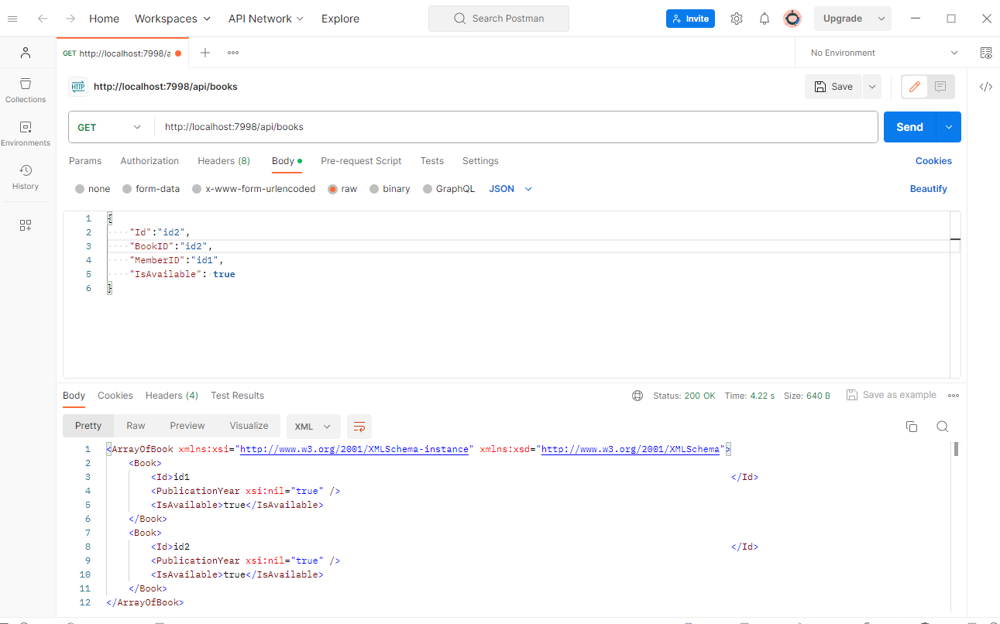 Home Workspaces API Network Explore Search Postman Invite Upgrade
GET http://localhost:7998/a No Environment
HTTP http://localhost:7998/api/books Save
Collections
GET http://localhost:7998/api/books Send
Environments
Params Authorization Headers (8) Body Pre-request Script Tests Settings Cookies
History
none form-data x-www-form-urlencoded raw binary GraphQL JSON Beautify
1 {
2 ····"Id":"id2",
3 ····"BookID":"id2",
4 ····"MemberID":"id1",
5 ····"IsAvailable":·true
6 }
Body Cookies Headers (4) Test Results Status: 200 OK Time: 4.22 s Size: 640 B Save as example
Pretty Raw Preview Visualize XML
1 <ArrayOfBook xmlns:xsi="http://www.w3.org/2001/XMLSchema-instance" xmlns:xsd="http://www.w3.org/2001/XMLSchema">
2 <Book>
3 <Id>id1 </Id>
4 <PublicationYear xsi:nil="true" />
5 <IsAvailable>true</IsAvailable>
6 </Book>
7 <Book>
8 <Id>id2 </Id>
9 <PublicationYear xsi:nil="true" />
10 <IsAvailable>true</IsAvailable>
11 </Book>
12 </ArrayOfBook>